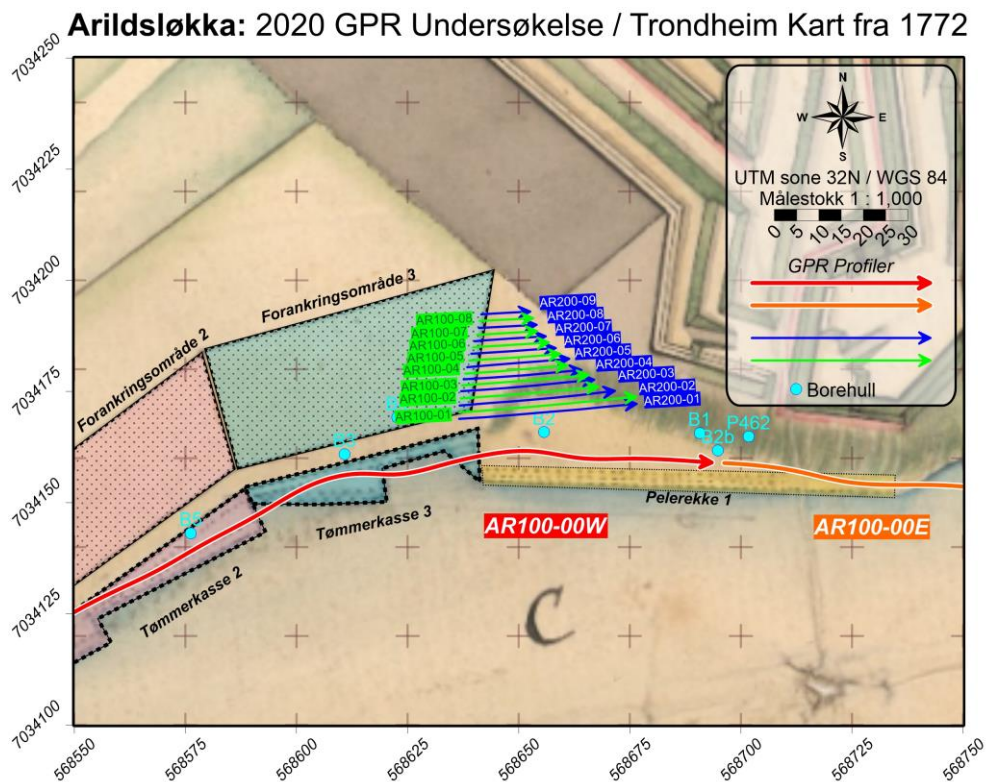 Arildsløkka: 2020 GPR Undersøkelse / Trondheim Kart fra 1772
7034250
7034225
7034200
7034175
7034150
7034125
7034100
N
W E
S
UTM sone 32N / WGS 84
Målestokk 1 : 1,000
0 5 10 15 20 25 30
GPR Profiler
Borehull
Forankringsområde 2
Forankringsområde 3
AR100-08
AR100-07
AR100-06
AR100-05
AR100-04
AR100-03
AR100-02
AR100-01
AR200-09
AR200-08
AR200-07
AR200-06
AR200-05
AR200-04
AR200-03
AR200-02
AR200-01
B2
B1
P462
B2b
B3
B5
Pelerekke 1
Tømmerkasse 3
Tømmerkasse 2
AR100-00W
AR100-00E
C
568550
568575
568600
568625
568650
568675
568700
568725
568750